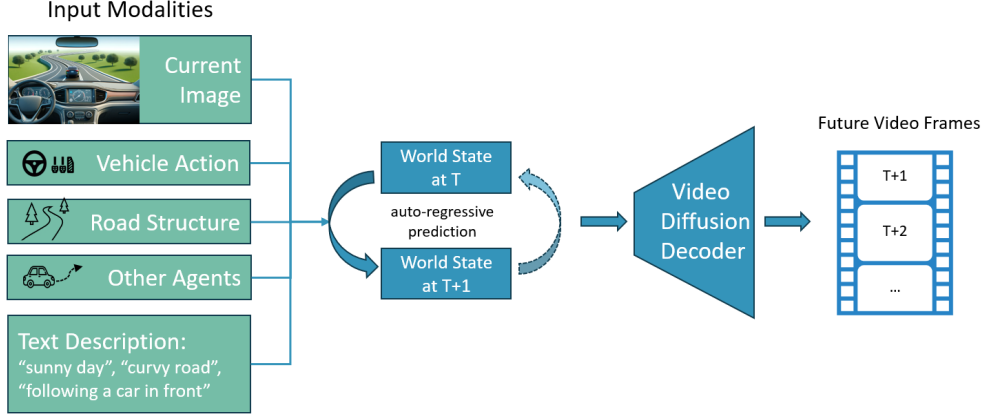 Input Modalities
Current
Image
Vehicle Action
Road Structure
Other Agents
Text Description:
“sunny day”, “curvy road”,
“following a car in front”
World State
at T
auto-regressive
prediction
World State
at T+1
Video
Diffusion
Decoder
Future Video Frames
T+1
T+2
...